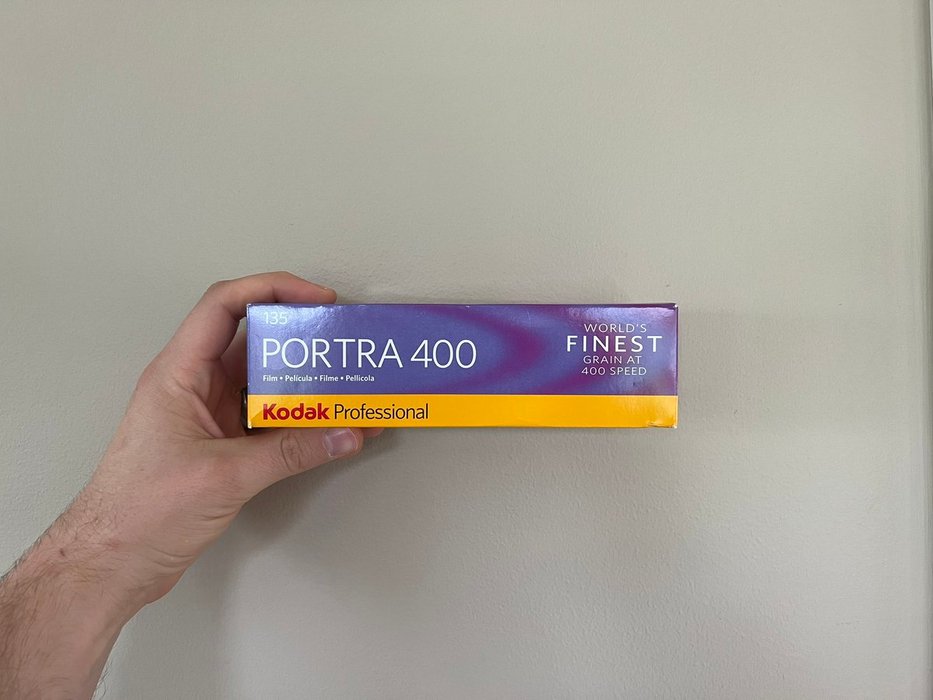 135
PORTRA 400
Film • Película • Filme • Pellicola
Kodak Professional
WORLD'S
FINEST
GRAIN AT
400 SPEED